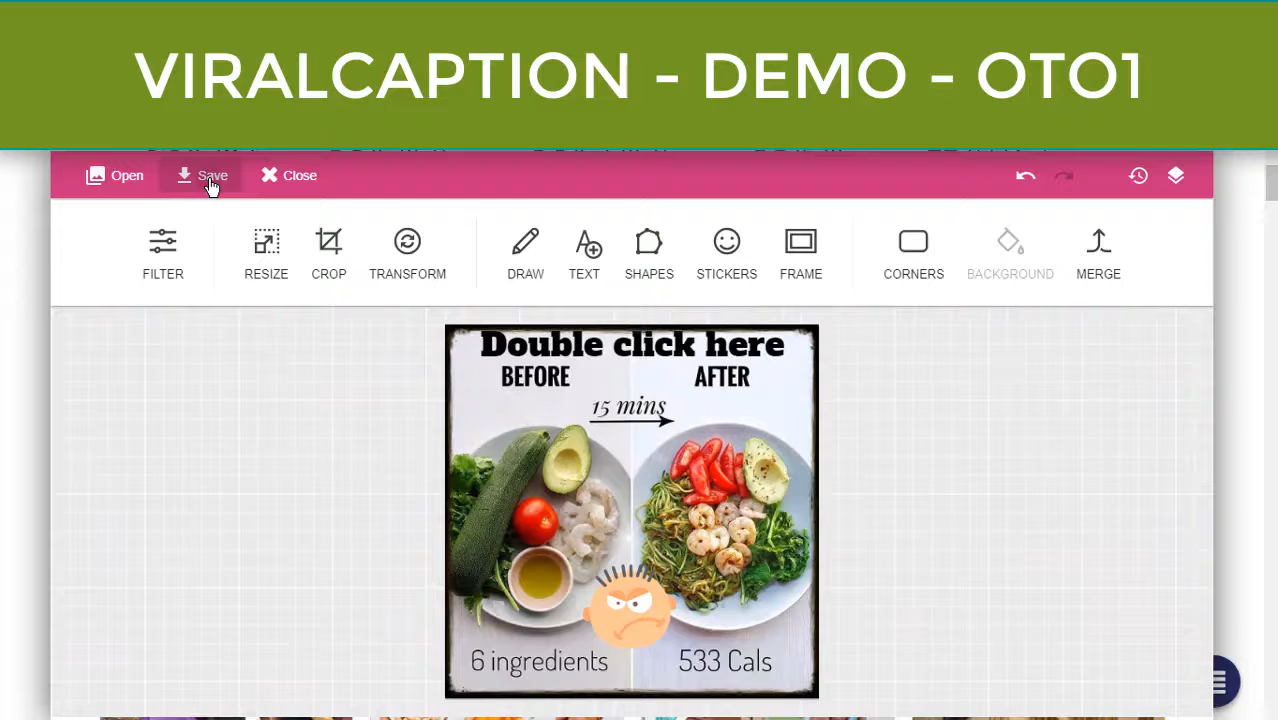 VIRALCAPTION - DEMO - OTO1
Open Save Close
FILTER RESIZE CROP TRANSFORM DRAW TEXT SHAPES STICKERS FRAME CORNERS BACKGROUND MERGE
Double click here
BEFORE AFTER
15 mins
6 ingredients 533 Cals